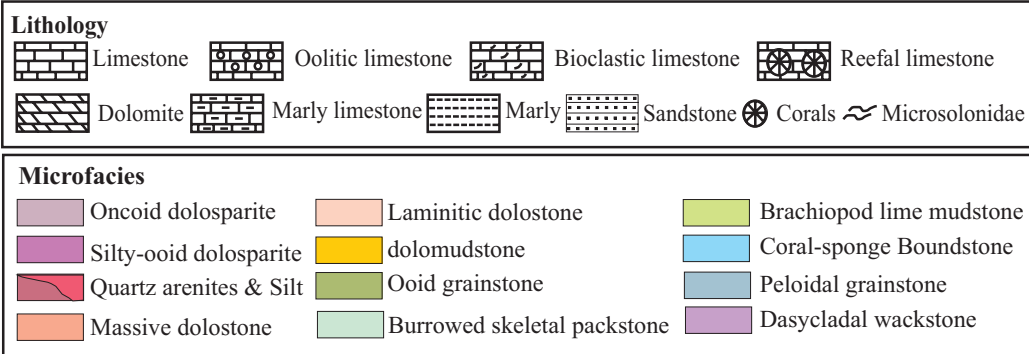 Lithology
Limestone Oolitic limestone Bioclastic limestone Reefal limestone
Dolomite Marly limestone Marly Sandstone Corals Microsolonidae
Microfacies
Oncoid dolosparite Laminitic dolostone Brachiopod lime mudstone
Silty-ooid dolosparite dolomudstone Coral-sponge Boundstone
Quartz arenites & Silt Ooid grainstone Peloidal grainstone
Massive dolostone Burrowed skeletal packstone Dasycladal wackstone